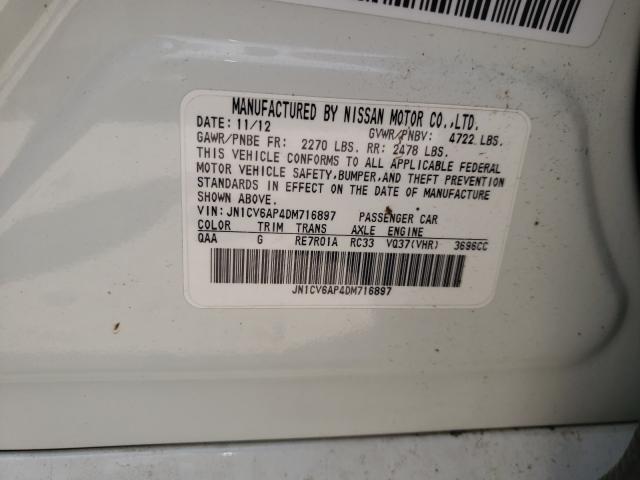 MANUFACTURED BY NISSAN MOTOR CO.,LTD.
DATE: 11/12 GVWR/PNBV: 4722 LBS.
GAWR/PNBE FR: 2270 LBS. RR: 2478 LBS.
THIS VEHICLE CONFORMS TO ALL APPLICABLE FEDERAL
MOTOR VEHICLE SAFETY,BUMPER,AND THEFT PREVENTION
STANDARDS IN EFFECT ON THE DATE OF MANUFACTURE
SHOWN ABOVE.
VIN: JN1CV6AP4DM716897 PASSENGER CAR
COLOR TRIM TRANS AXLE ENGINE
QAA G RE7R01A RC33 VQ37(VHR) 3696CC
JN1CV6AP4DM716897